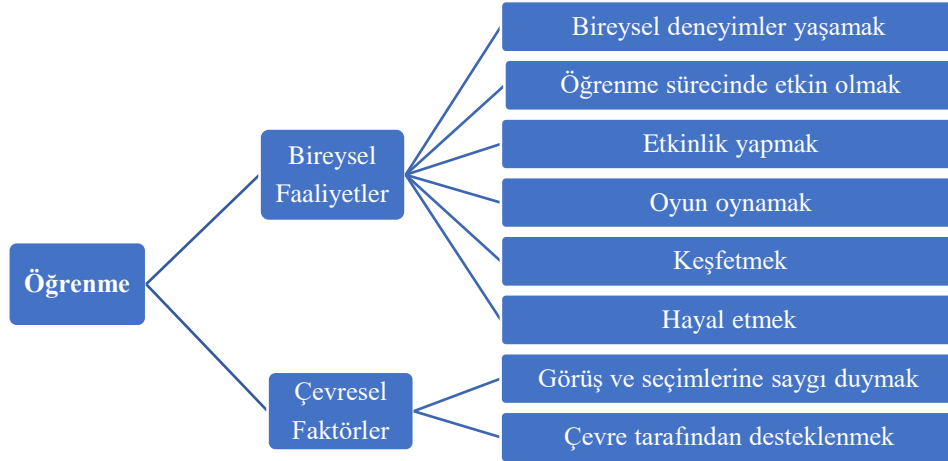 Öğrenme
Bireysel
Faaliyetler
Bireysel deneyimler yaşamak
Öğrenme sürecinde etkin olmak
Etkinlik yapmak
Oyun oynamak
Keşfetmek
Hayal etmek
Çevresel
Faktörler
Görüş ve seçimlerine saygı duymak
Çevre tarafından desteklenmek